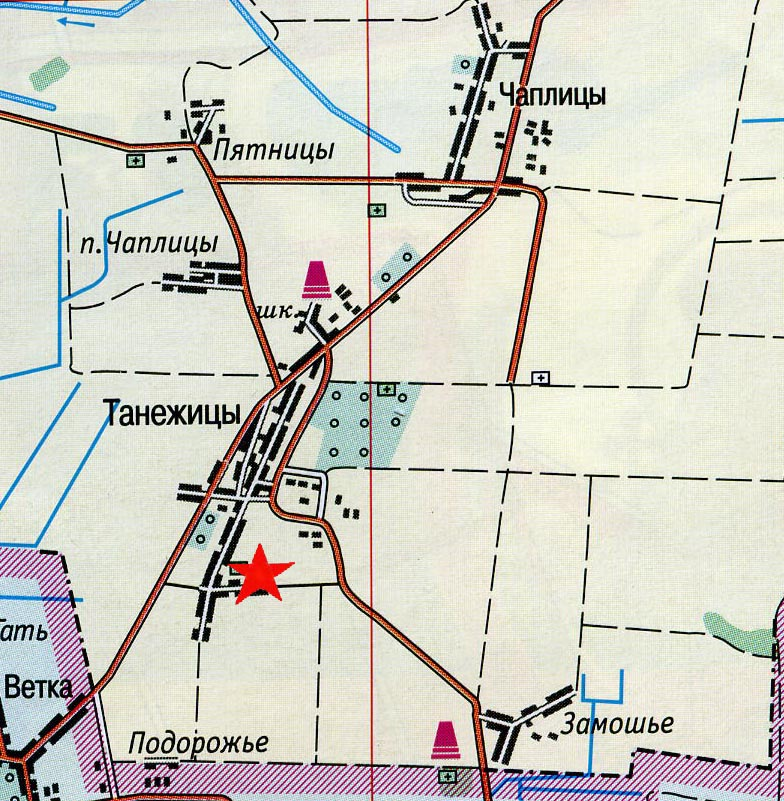 Чаплицы
Пятницы
п. Чаплицы
шк.
Танежицы
Ветка
Замошье
Подорожье